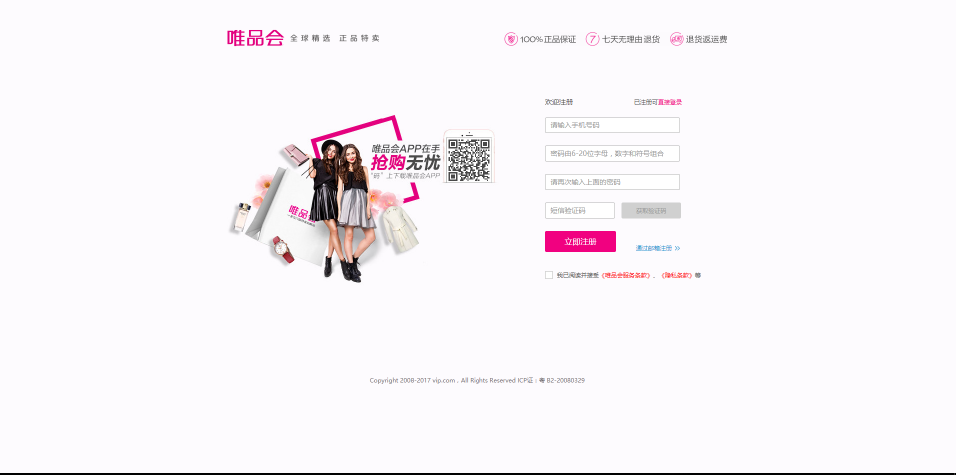 唯品会 全球精选 正品特卖
100%正品保证 7 七天无理由退货 退货返运费
欢迎注册 已注册可直接登录
请输入手机号码
密码由6-20位字母，数字和符号组合
请再次输入上面的密码
短信验证码 获取验证码
立即注册 通过邮箱注册 >>
我已阅读并接受《唯品会服务条款》、《隐私条款》等
唯品会APP在手
抢购无忧
“码”上下载唯品会APP
唯品会
Copyright 2008-2017 vip.com，All Rights Reserved ICP证：粤 B2-20080329